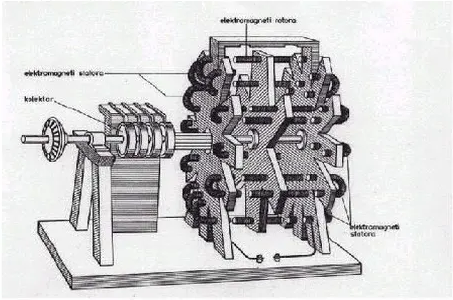 elektromagneti rotora
elektromagneti statora
kolektor
elektromagneti
statora